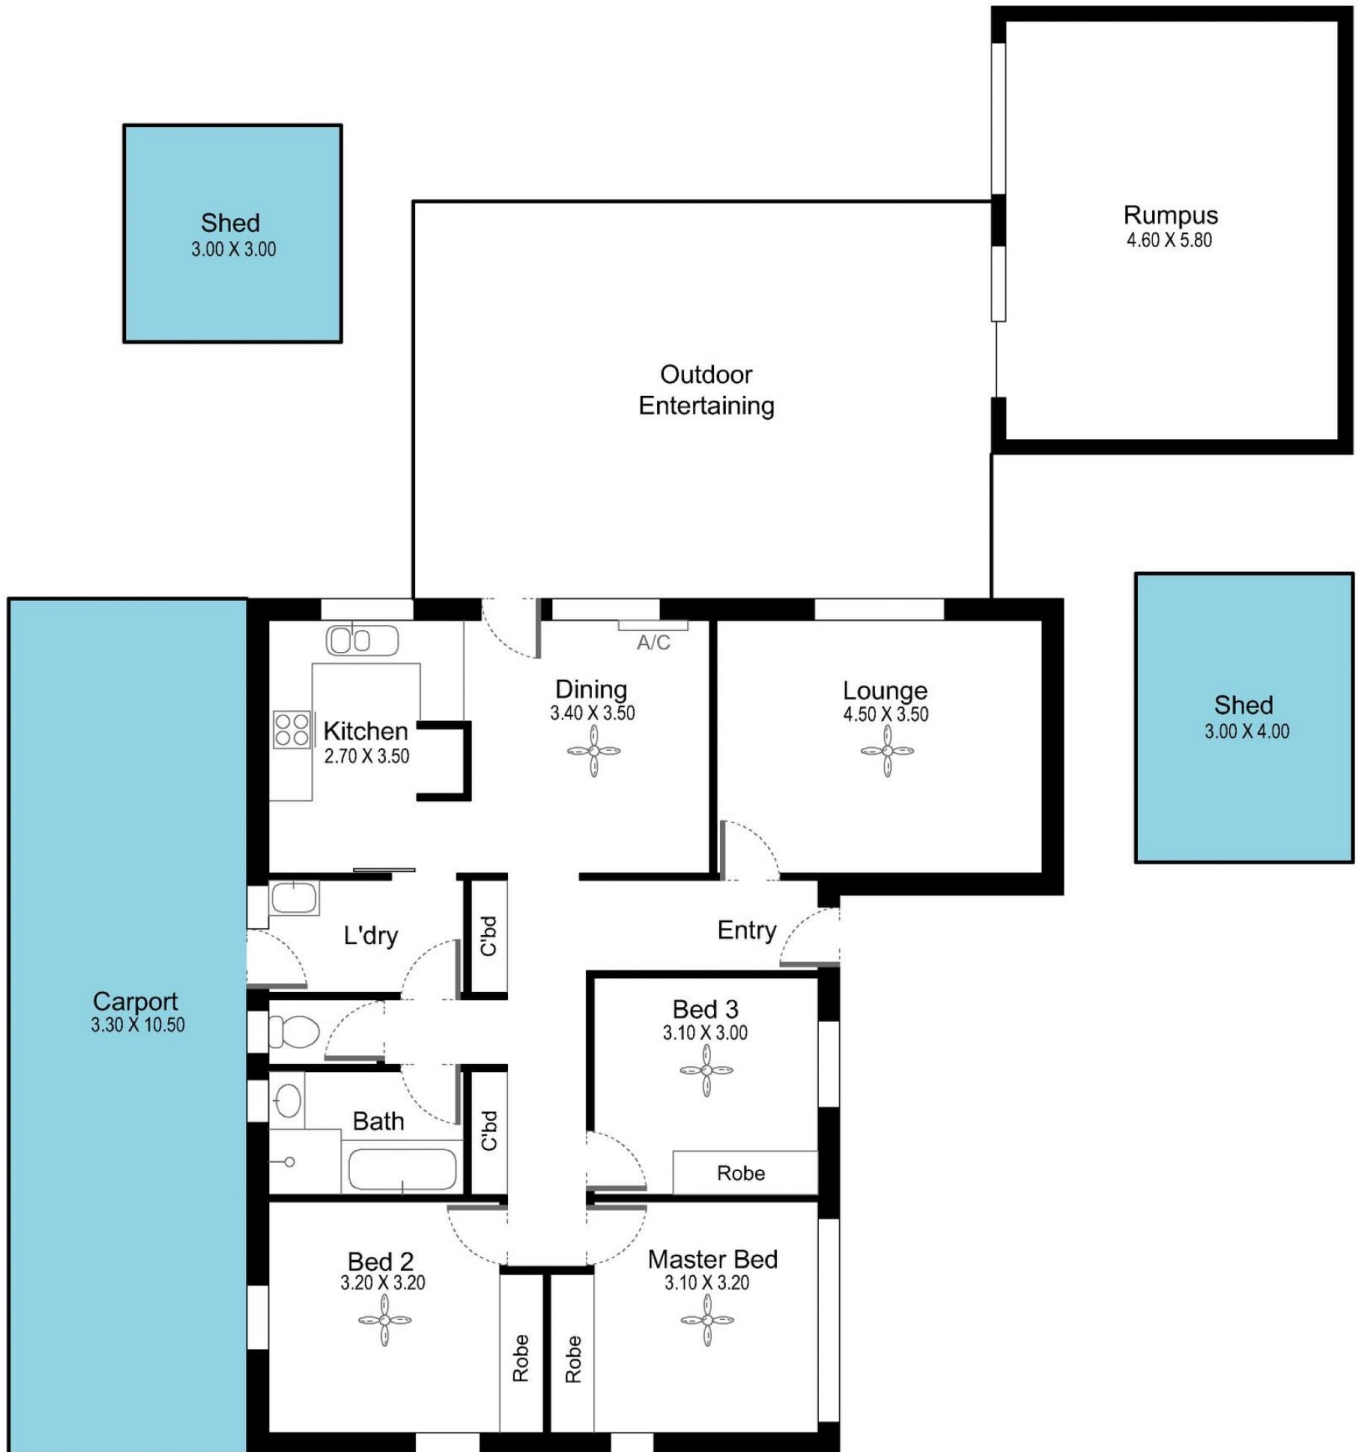 Rumpus
4.60 X 5.80
Shed
3.00 X 3.00
Outdoor
Entertaining
A/C
Dining
3.40 X 3.50
Lounge
4.50 X 3.50
Shed
3.00 X 4.00
Kitchen
2.70 X 3.50
L'dry
C'bd
Entry
Carport
3.30 X 10.50
Bed 3
3.10 X 3.00
Bath
C'bd
Robe
Bed 2
3.20 X 3.20
Master Bed
3.10 X 3.20
Robe
Robe